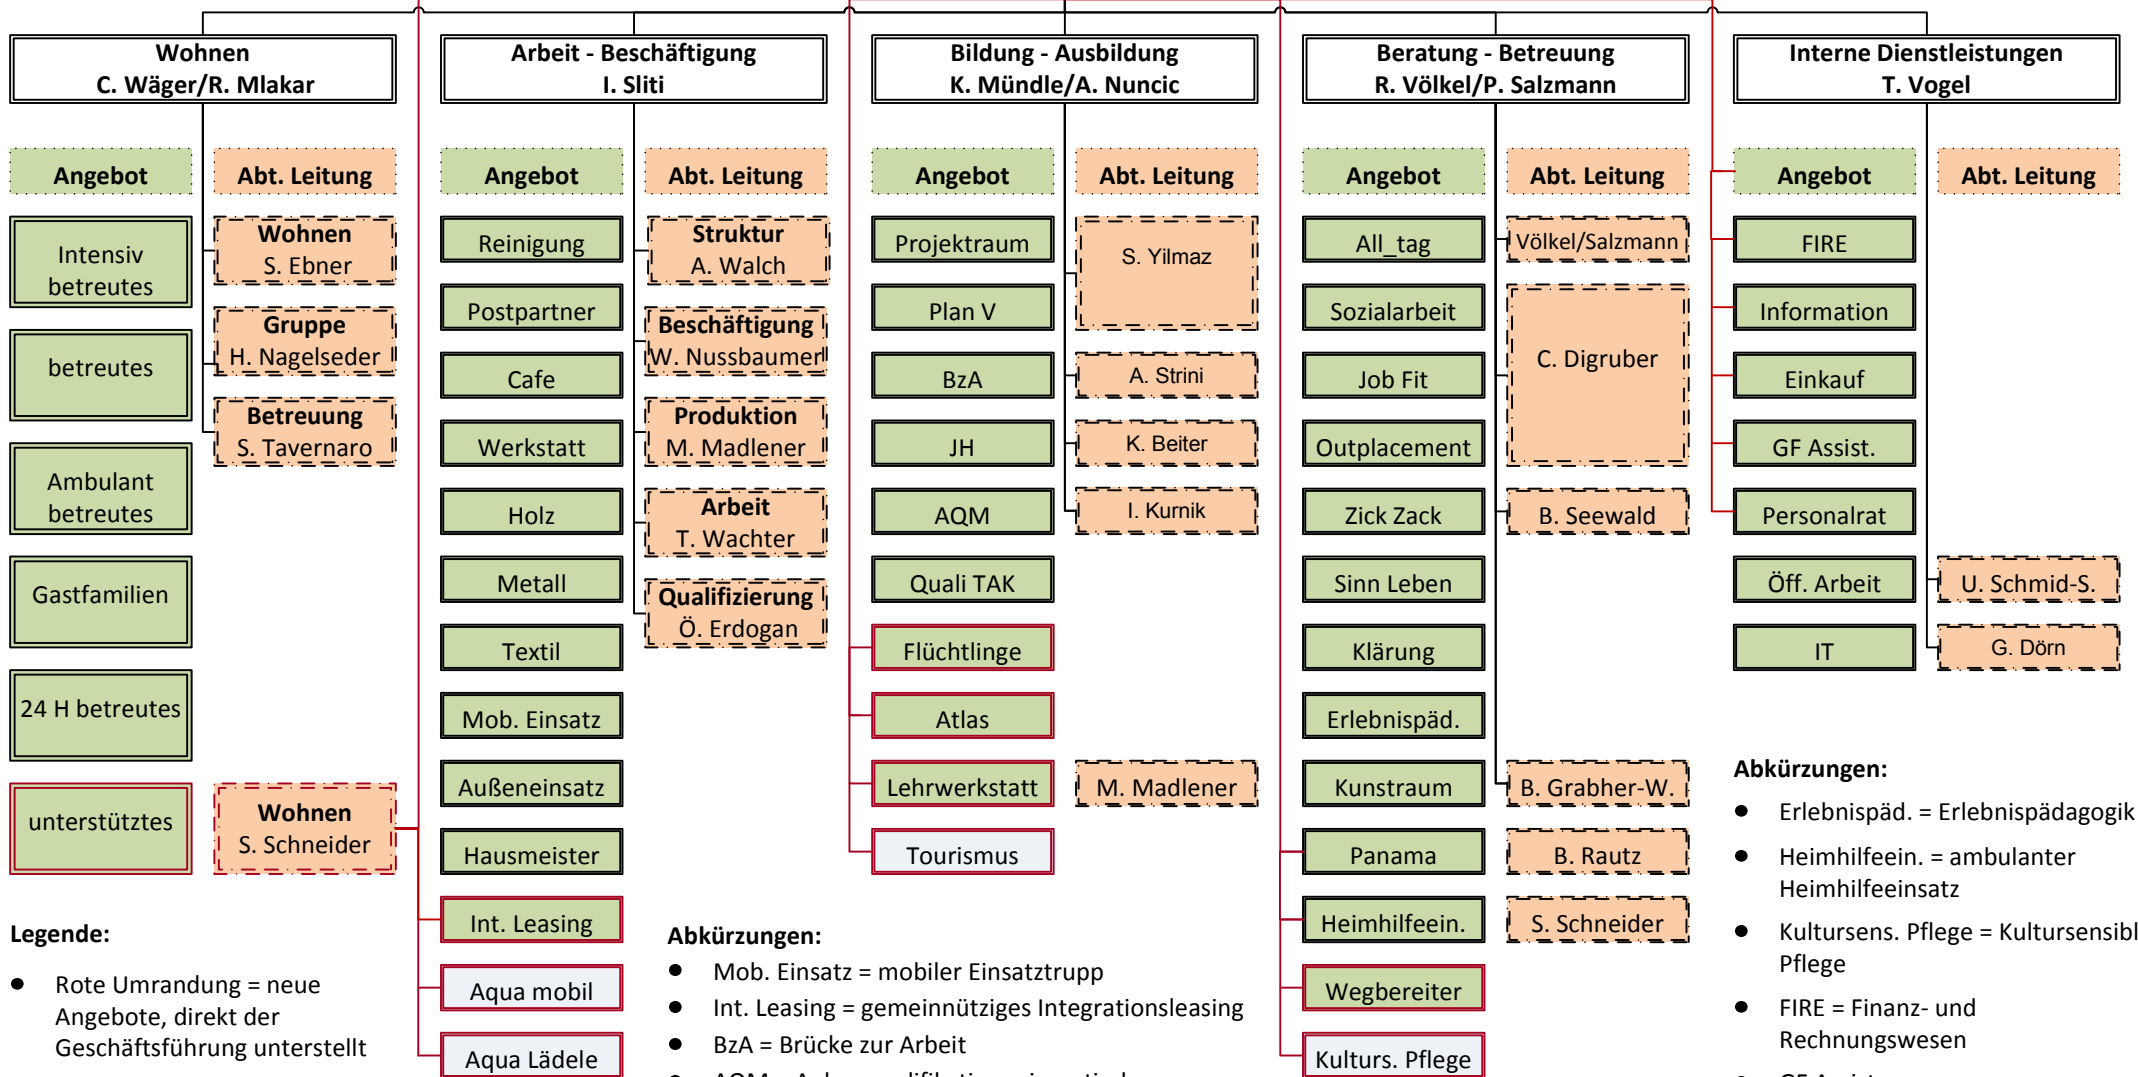 Wohnen
C. Wäger/R. Mlakar
Angebot
Abt. Leitung
Intensiv
betreutes
betreutes
Ambulant
betreutes
Gastfamilien
24 H betreutes
unterstütztes
Wohnen
S. Ebner
Gruppe
H. Nagelseder
Betreuung
S. Tavernaro
Wohnen
S. Schneider
Legende:
Rote Umrandung = neue
Angebote, direkt der
Geschäftsführung unterstellt
Arbeit - Beschäftigung
I. Sliti
Angebot
Abt. Leitung
Reinigung
Postpartner
Cafe
Werkstatt
Holz
Metall
Textil
Mob. Einsatz
Außeneinsatz
Hausmeister
Int. Leasing
Aqua mobil
Aqua Lädele
Struktur
A. Walch
Beschäftigung
W. Nussbaumer
Produktion
M. Madlener
Arbeit
T. Wachter
Qualifizierung
Ö. Erdogan
Bildung - Ausbildung
K. Mündle/A. Nuncic
Angebot
Abt. Leitung
Projektraum
Plan V
BzA
JH
AQM
Quali TAK
Flüchtlinge
Atlas
Lehrwerkstatt
Tourismus
S. Yilmaz
A. Strini
K. Beiter
I. Kurnik
M. Madlener
Abkürzungen:
Mob. Einsatz = mobiler Einsatztrupp
Int. Leasing = gemeinnütziges Integrationsleasing
BzA = Brücke zur Arbeit
Beratung - Betreuung
R. Völkel/P. Salzmann
Angebot
Abt. Leitung
All_tag
Sozialarbeit
Job Fit
Outplacement
Zick Zack
Sinn Leben
Klärung
Erlebnispäd.
Kunstraum
Panama
Heimhilfeein.
Wegbereiter
Kulturs. Pflege
Völkel/Salzmann
C. Digruber
B. Seewald
B. Grabher-W.
B. Rautz
S. Schneider
Interne Dienstleistungen
T. Vogel
Angebot
Abt. Leitung
FIRE
Information
Einkauf
GF Assist.
Personalrat
Öff. Arbeit
IT
U. Schmid-S.
G. Dörn
Abkürzungen:
Erlebnispäd. = Erlebnispädagogik
Heimhilfeein. = ambulanter
Heimhilfeeinsatz
Kultursens. Pflege = Kultursensibl
Pflege
FIRE = Finanz- und
Rechnungswesen